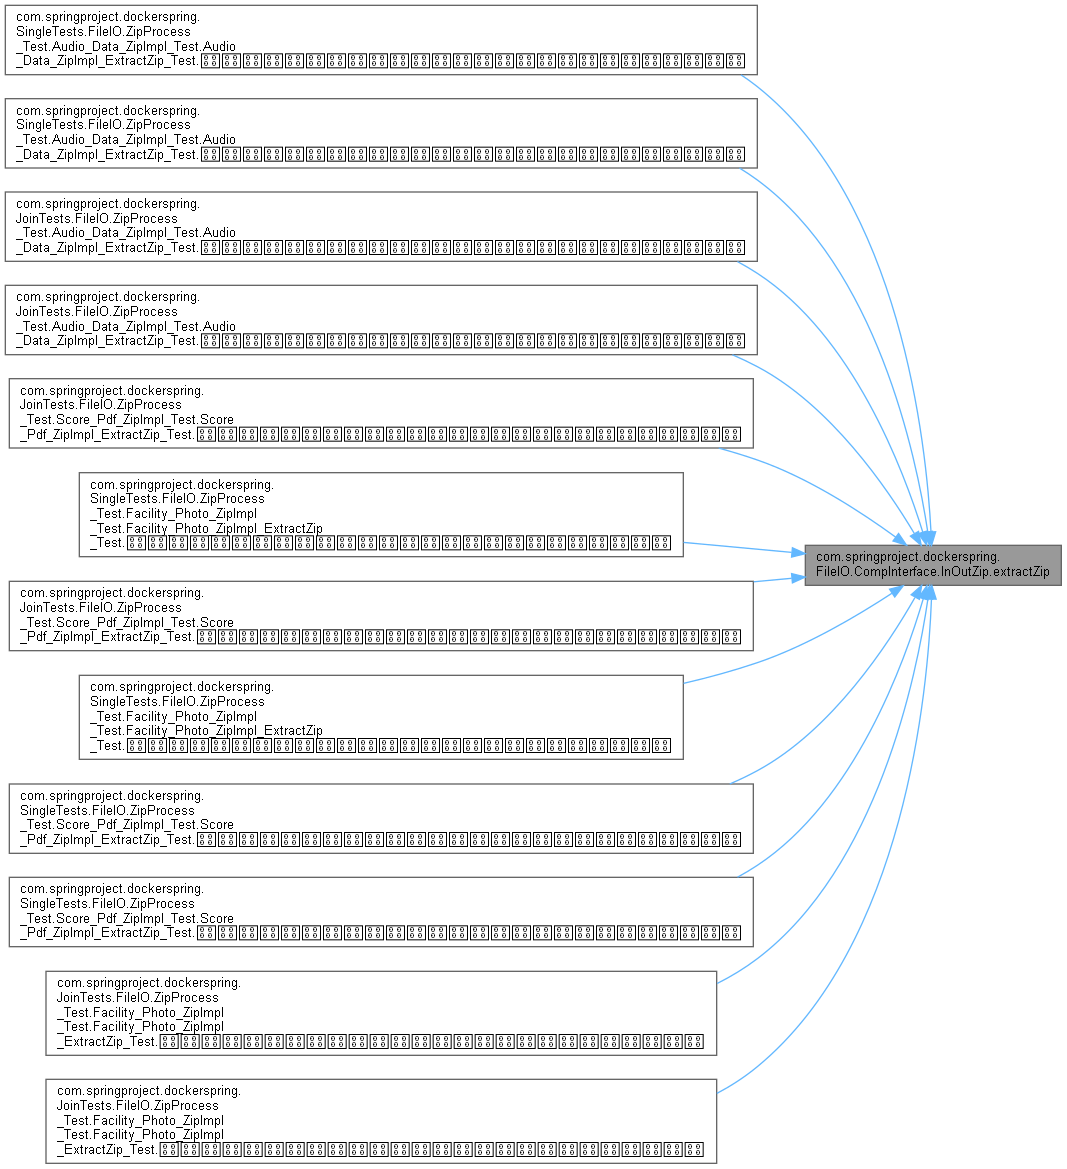 com.springproject.dockerspring.
SingleTests.FileIO.ZipProcess
_Test.Audio_Data_ZipImpl_Test.Audio
_Data_ZipImpl_ExtractZip_Test.
com.springproject.dockerspring.
SingleTests.FileIO.ZipProcess
_Test.Audio_Data_ZipImpl_Test.Audio
_Data_ZipImpl_ExtractZip_Test.
com.springproject.dockerspring.
JoinTests.FileIO.ZipProcess
_Test.Audio_Data_ZipImpl_Test.Audio
_Data_ZipImpl_ExtractZip_Test.
com.springproject.dockerspring.
JoinTests.FileIO.ZipProcess
_Test.Audio_Data_ZipImpl_Test.Audio
_Data_ZipImpl_ExtractZip_Test.
com.springproject.dockerspring.
JoinTests.FileIO.ZipProcess
_Test.Score_Pdf_ZipImpl_Test.Score
_Pdf_ZipImpl_ExtractZip_Test.
com.springproject.dockerspring.
SingleTests.FileIO.ZipProcess
_Test.Facility_Photo_ZipImpl
_Test.Facility_Photo_ZipImpl_ExtractZip
_Test.
com.springproject.dockerspring.
FileIO.CompInterface.InOutZip.extractZip
com.springproject.dockerspring.
JoinTests.FileIO.ZipProcess
_Test.Score_Pdf_ZipImpl_Test.Score
_Pdf_ZipImpl_ExtractZip_Test.
com.springproject.dockerspring.
SingleTests.FileIO.ZipProcess
_Test.Facility_Photo_ZipImpl
_Test.Facility_Photo_ZipImpl_ExtractZip
_Test.
com.springproject.dockerspring.
SingleTests.FileIO.ZipProcess
_Test.Score_Pdf_ZipImpl_Test.Score
_Pdf_ZipImpl_ExtractZip_Test.
com.springproject.dockerspring.
SingleTests.FileIO.ZipProcess
_Test.Score_Pdf_ZipImpl_Test.Score
_Pdf_ZipImpl_ExtractZip_Test.
com.springproject.dockerspring.
JoinTests.FileIO.ZipProcess
_Test.Facility_Photo_ZipImpl
_Test.Facility_Photo_ZipImpl
_ExtractZip_Test.
com.springproject.dockerspring.
JoinTests.FileIO.ZipProcess
_Test.Facility_Photo_ZipImpl
_Test.Facility_Photo_ZipImpl
_ExtractZip_Test.